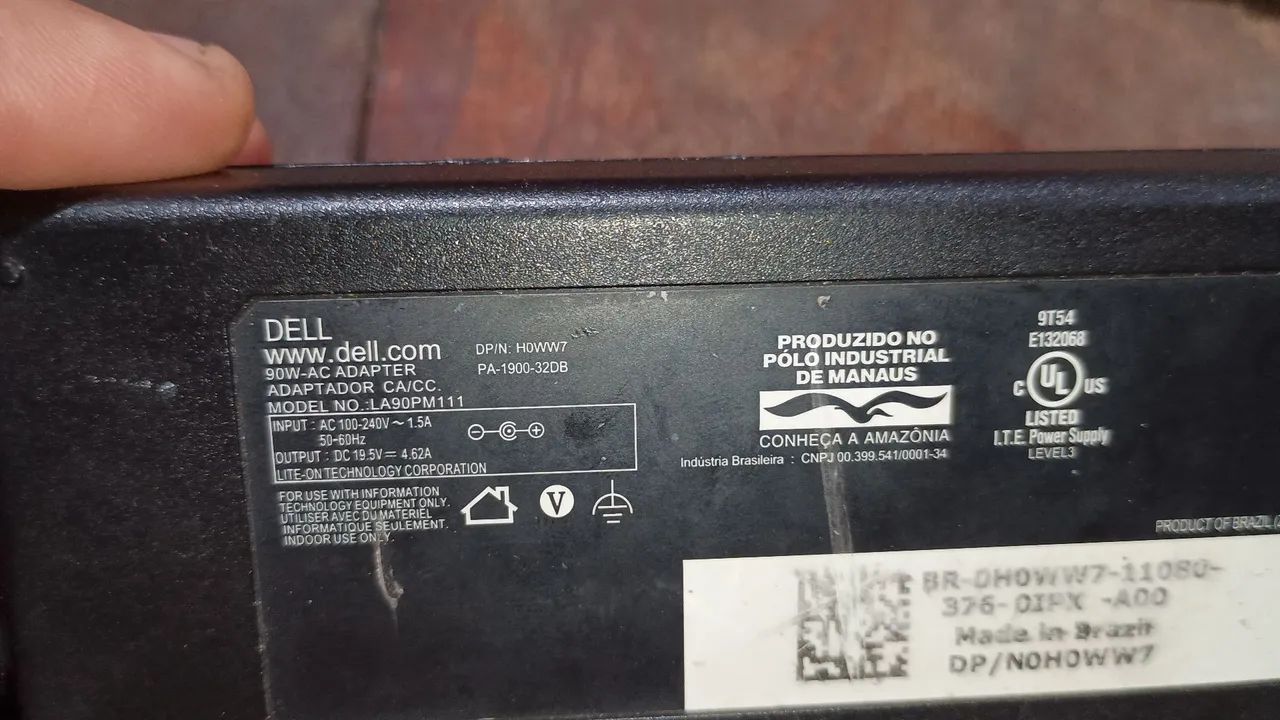 DELL
www.dell.com
90W-AC ADAPTER
ADAPTADOR CA/CC.
MODEL NO.:LA90PM111
DP/N: H0WW7
PA-1900-32DB
INPUT : AC 100-240V ~ 1.5A
50-60Hz
OUTPUT : DC 19.5V ⎓ 4.62A
LITE-ON TECHNOLOGY CORPORATION
FOR USE WITH INFORMATION
TECHNOLOGY EQUIPMENT ONLY.
UTILISER AVEC DU MATERIEL
INFORMATIQUE SEULEMENT.
INDOOR USE ONLY.
V
PRODUZIDO NO
PÓLO INDUSTRIAL
DE MANAUS
CONHEÇA A AMAZÔNIA
Indústria Brasileira : CNPJ 00.399.541/0001-34
9T54
E132068
C UL US
LISTED
I.T.E. Power Supply
LEVEL 3
PRODUCT OF BRAZIL
BR-0H0WW7-11080-
376-0IPX -A00
Made in Brazil
DP/N0H0WW7